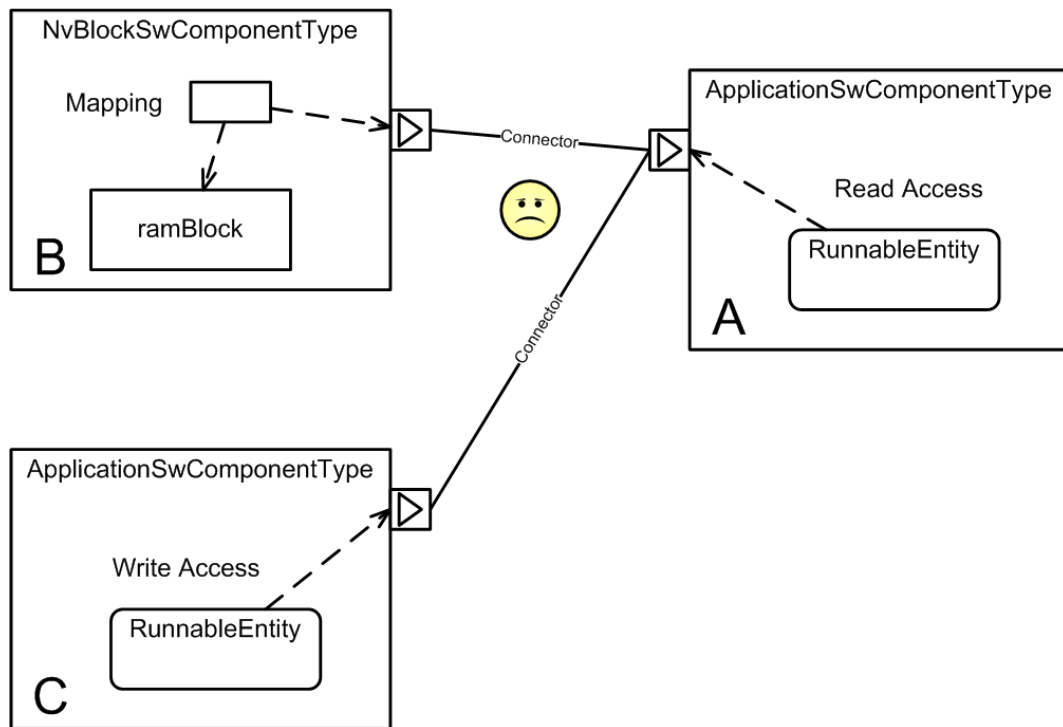 NvBlockSwComponentType
Mapping
ramBlock
B
Connector
ApplicationSwComponentType
Read Access
RunnableEntity
A
Connector
ApplicationSwComponentType
Write Access
RunnableEntity
C